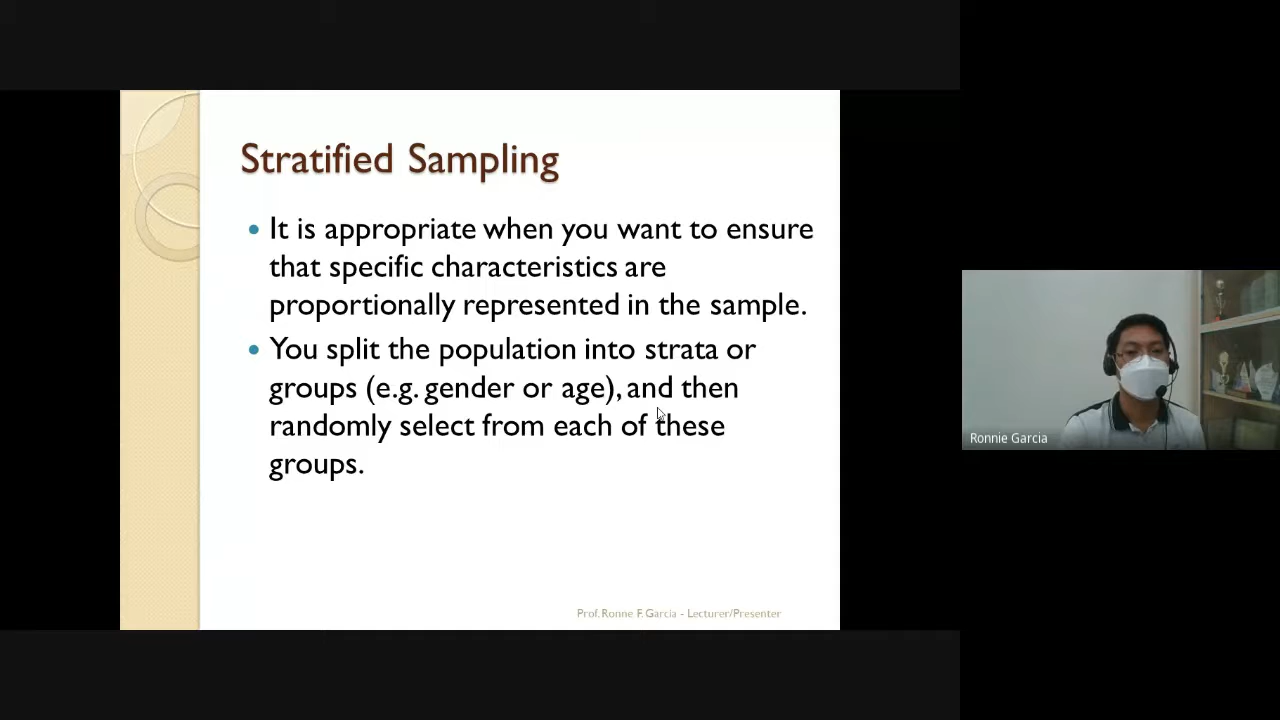 Stratified Sampling
• It is appropriate when you want to ensure
that specific characteristics are
proportionally represented in the sample.
• You split the population into strata or
groups (e.g. gender or age), and then
randomly select from each of these
groups.
Prof. Ronne F. Garcia - Lecturer/Presenter
Ronnie Garcia